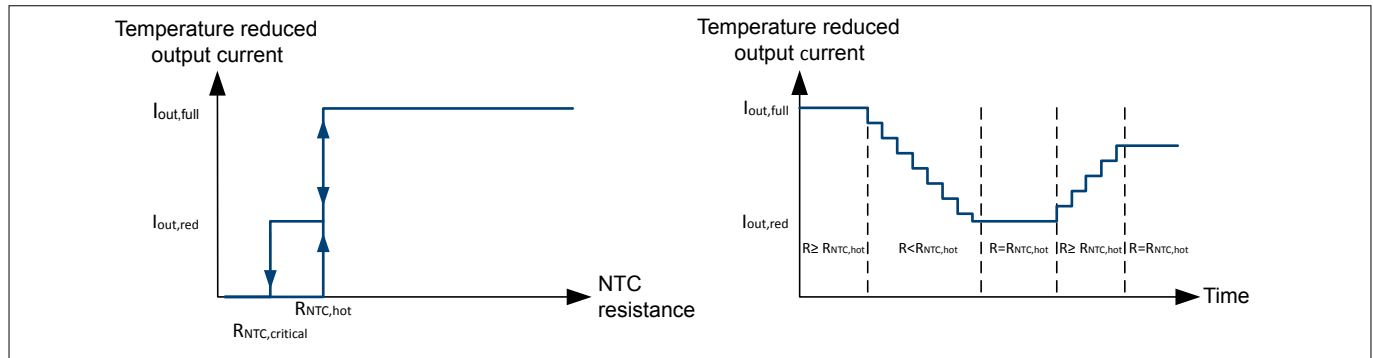 Temperature reduced
output current
Iout,full
Iout,red
RNTC,hot
RNTC,critical
NTC
resistance
Temperature reduced
output current
Iout,full
Iout,red
R≥ RNTC,hot
R<RNTC,hot
R=RNTC,hot
R≥ RNTC,hot
R=RNTC,hot
Time